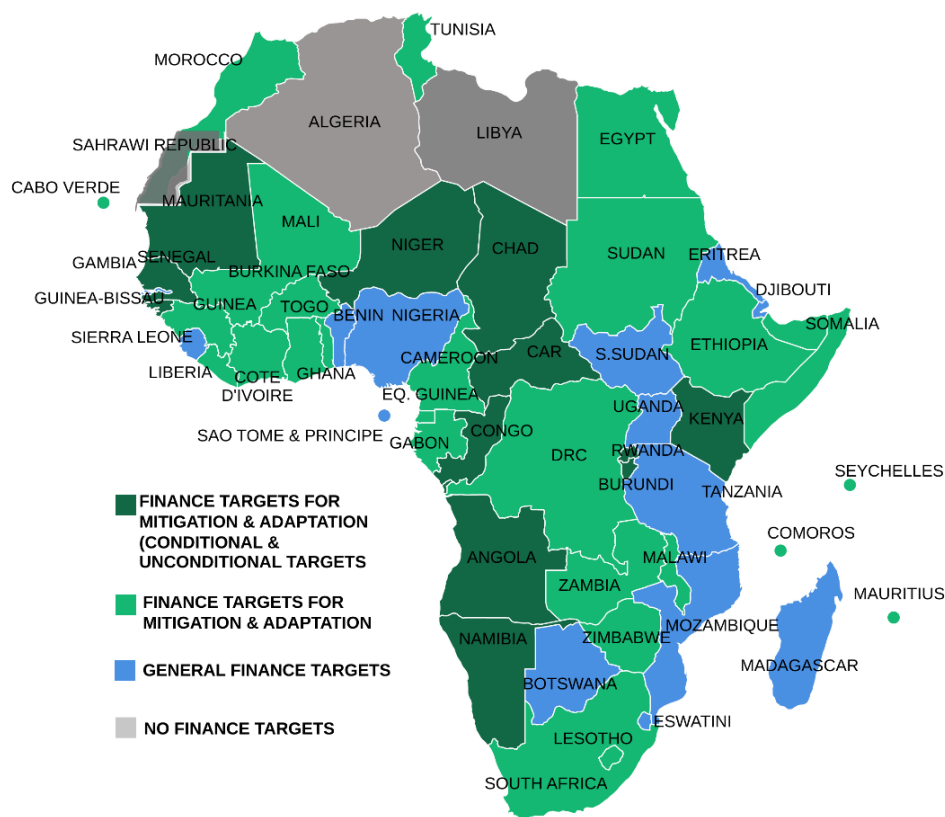 TUNISIA
MOROCCO
ALGERIA
LIBYA
EGYPT
SAHRAWI REPUBLIC
CABO VERDE
MAURITANIA
MALI
NIGER
CHAD
SUDAN
ERITREA
SENEGAL
GAMBIA
BURKINA FASO
DJIBOUTI
GUINEA-BISSAU
GUINEA
TOGO
BENIN
NIGERIA
SOMALIA
SIERRA LEONE
ETHIOPIA
CAMEROON
CAR
S.SUDAN
LIBERIA
COTE
D'IVOIRE
GHANA
EQ. GUINEA
UGANDA
KENYA
SAO TOME & PRINCIPE
GABON
CONGO
DRC
RWANDA
BURUNDI
TANZANIA
SEYCHELLES
COMOROS
ANGOLA
MALAWI
ZAMBIA
MAURITIUS
NAMIBIA
ZIMBABWE
MOZAMBIQUE
MADAGASCAR
BOTSWANA
ESWATINI
LESOTHO
SOUTH AFRICA
FINANCE TARGETS FOR
MITIGATION & ADAPTATION
(CONDITIONAL &
UNCONDITIONAL TARGETS
FINANCE TARGETS FOR
MITIGATION & ADAPTATION
GENERAL FINANCE TARGETS
NO FINANCE TARGETS